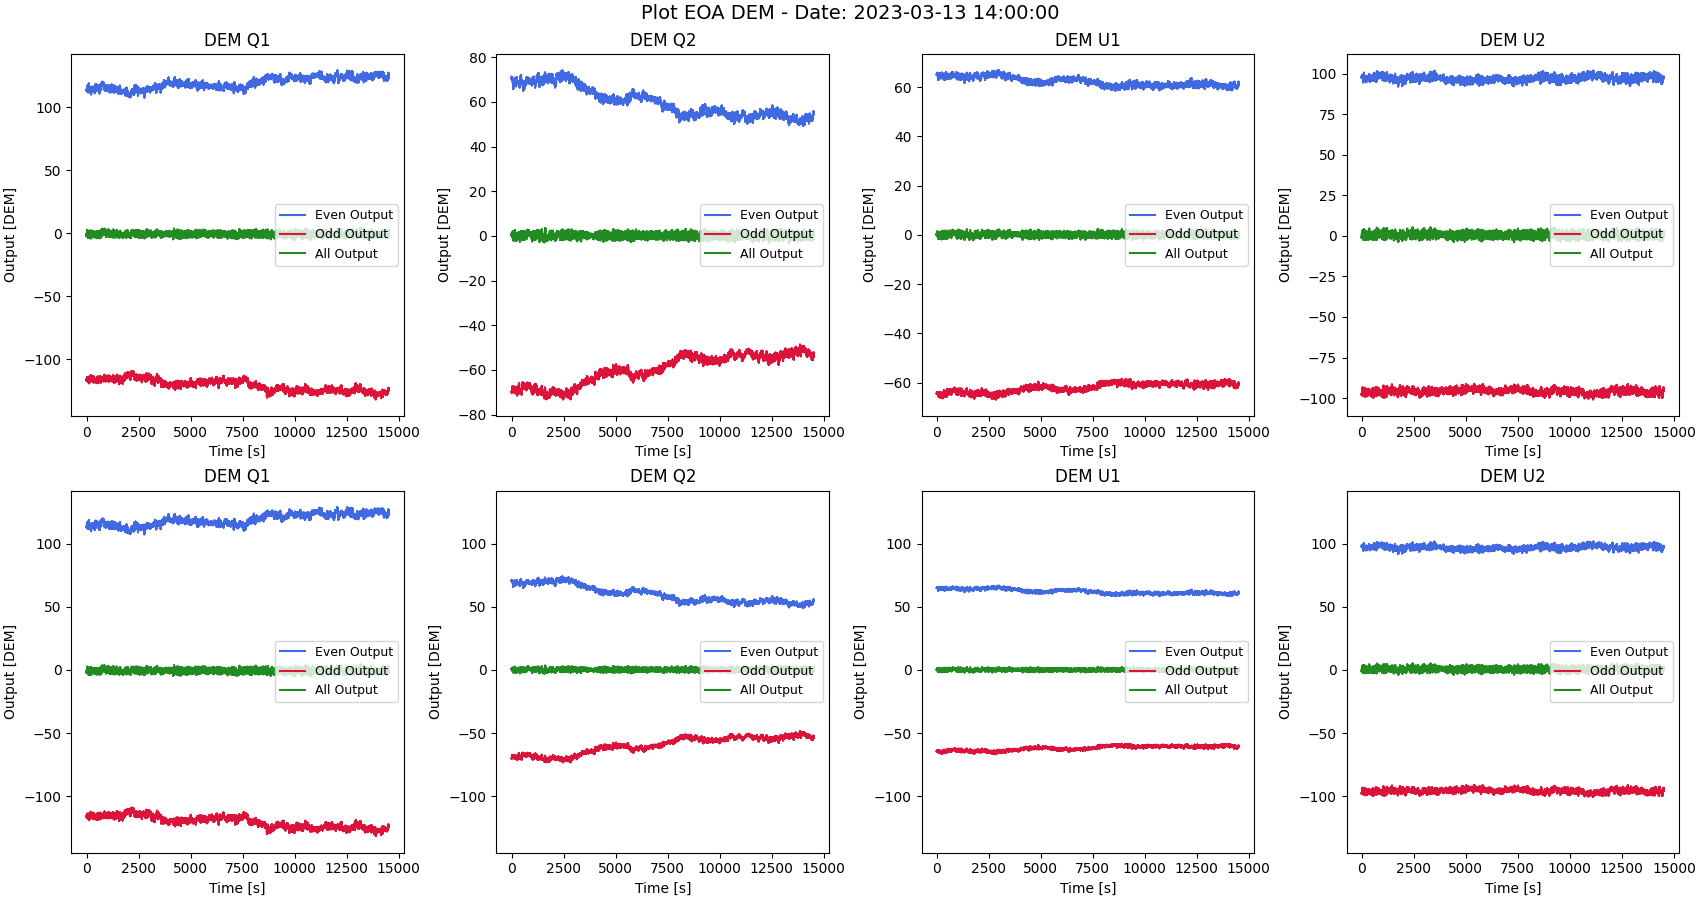 Plot EOA DEM - Date: 2023-03-13 14:00:00
DEM Q1
100
50
0
−50
−100
Output [DEM]
Even Output
Odd Output
All Output
0 2500 5000 7500 10000 12500 15000
Time [s]
DEM Q2
80
60
40
20
0
−20
−40
−60
−80
Output [DEM]
Even Output
Odd Output
All Output
0 2500 5000 7500 10000 12500 15000
Time [s]
DEM U1
60
40
20
0
−20
−40
−60
Output [DEM]
Even Output
Odd Output
All Output
0 2500 5000 7500 10000 12500 15000
Time [s]
DEM U2
100
75
50
25
0
−25
−50
−75
−100
Output [DEM]
Even Output
Odd Output
All Output
0 2500 5000 7500 10000 12500 15000
Time [s]
DEM Q1
100
50
0
−50
−100
Output [DEM]
Even Output
Odd Output
All Output
0 2500 5000 7500 10000 12500 15000
Time [s]
DEM Q2
100
50
0
−50
−100
Output [DEM]
Even Output
Odd Output
All Output
0 2500 5000 7500 10000 12500 15000
Time [s]
DEM U1
100
50
0
−50
−100
Output [DEM]
Even Output
Odd Output
All Output
0 2500 5000 7500 10000 12500 15000
Time [s]
DEM U2
100
50
0
−50
−100
Output [DEM]
Even Output
Odd Output
All Output
0 2500 5000 7500 10000 12500 15000
Time [s]